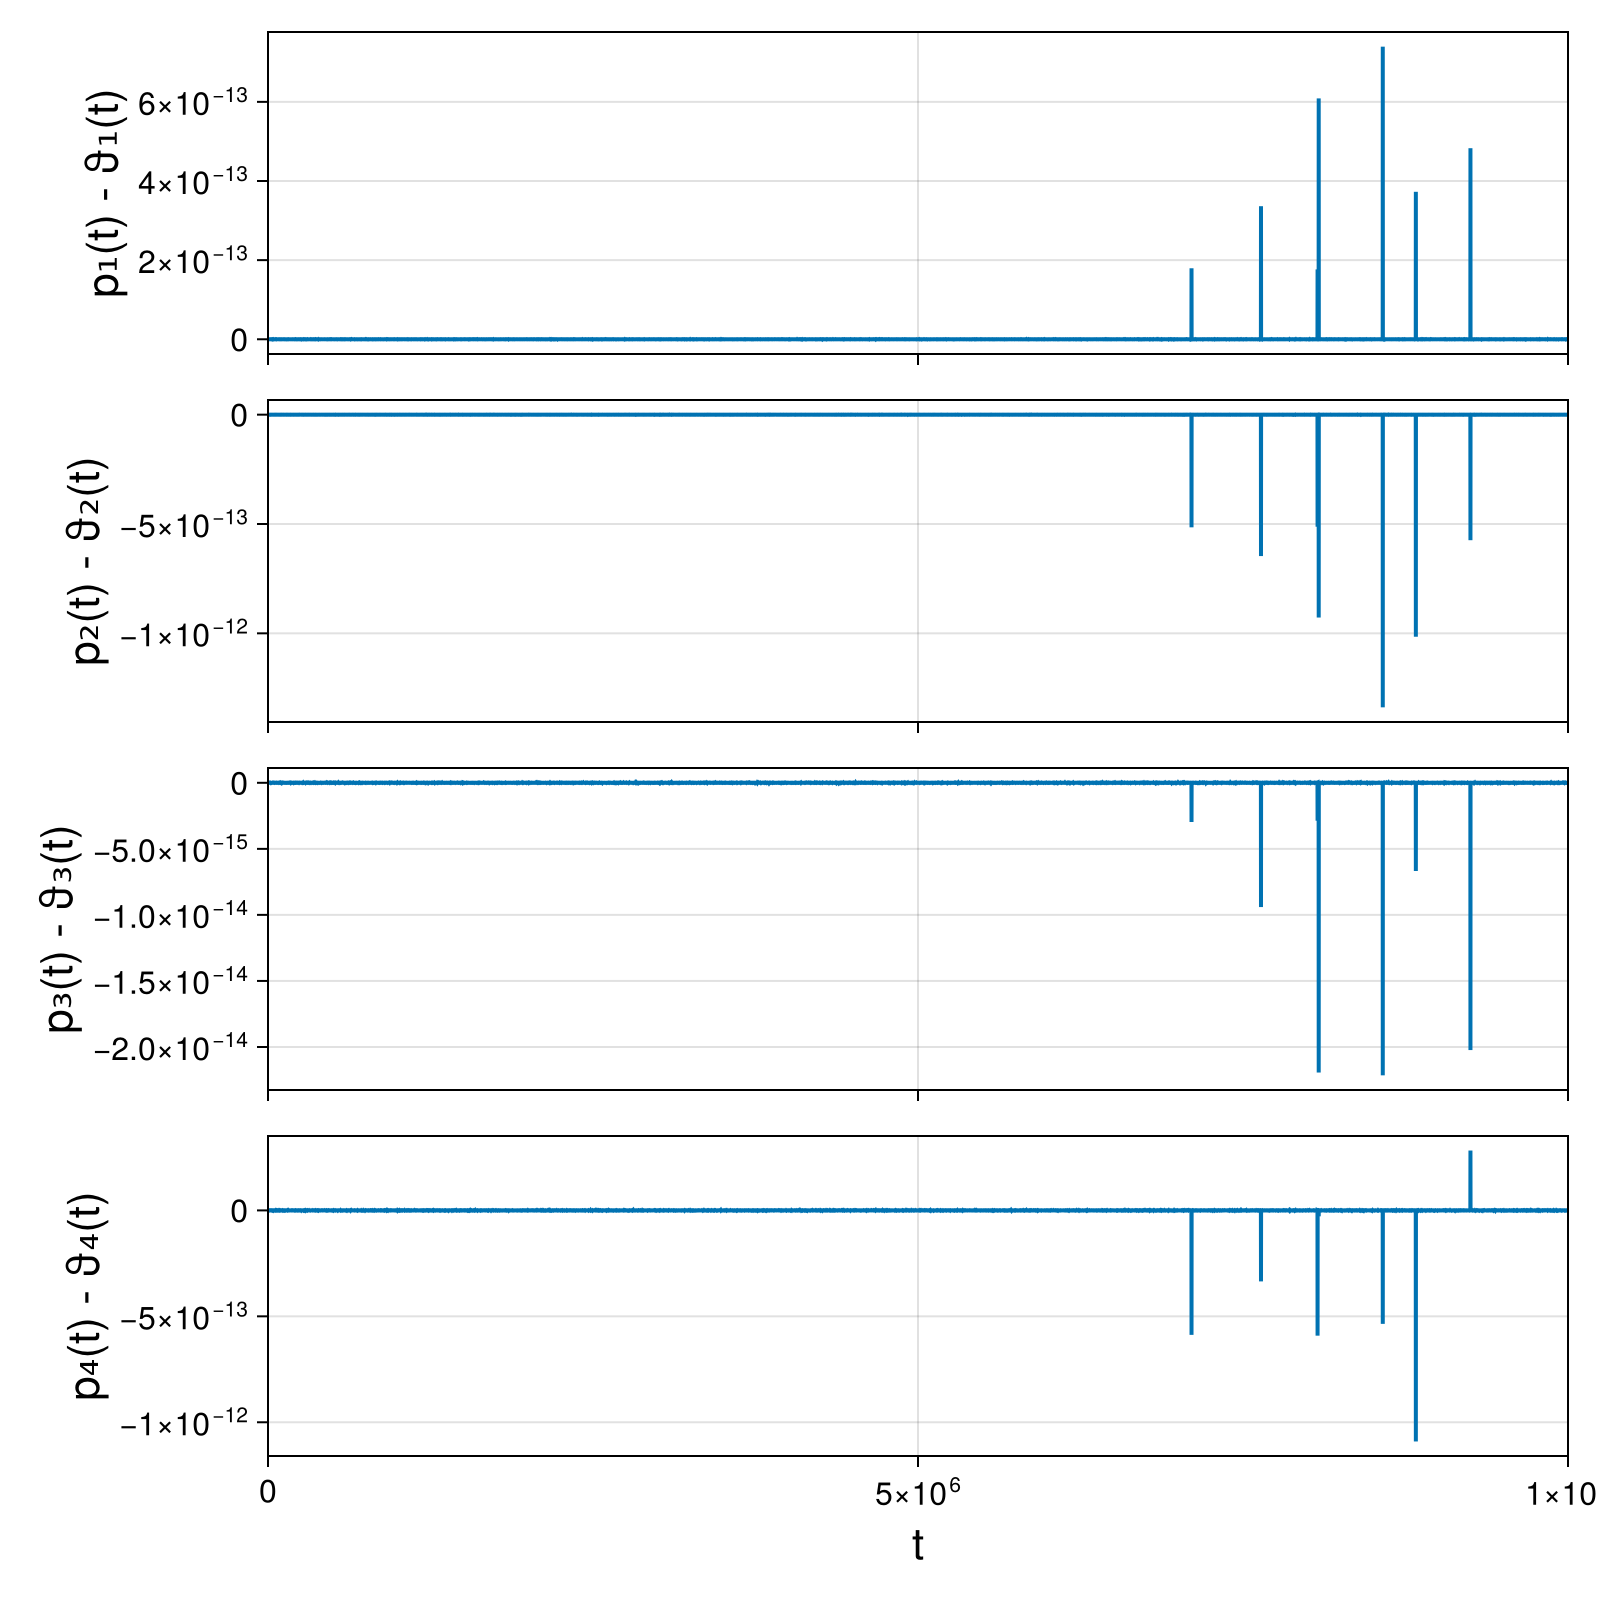 p₁(t) - ϑ₁(t)
6×10⁻¹³
4×10⁻¹³
2×10⁻¹³
0
p₂(t) - ϑ₂(t)
0
−5×10⁻¹³
−1×10⁻¹²
p₃(t) - ϑ₃(t)
0
−5.0×10⁻¹⁵
−1.0×10⁻¹⁴
−1.5×10⁻¹⁴
−2.0×10⁻¹⁴
p₄(t) - ϑ₄(t)
0
−5×10⁻¹³
−1×10⁻¹²
0 5×10⁶ 1×10
t